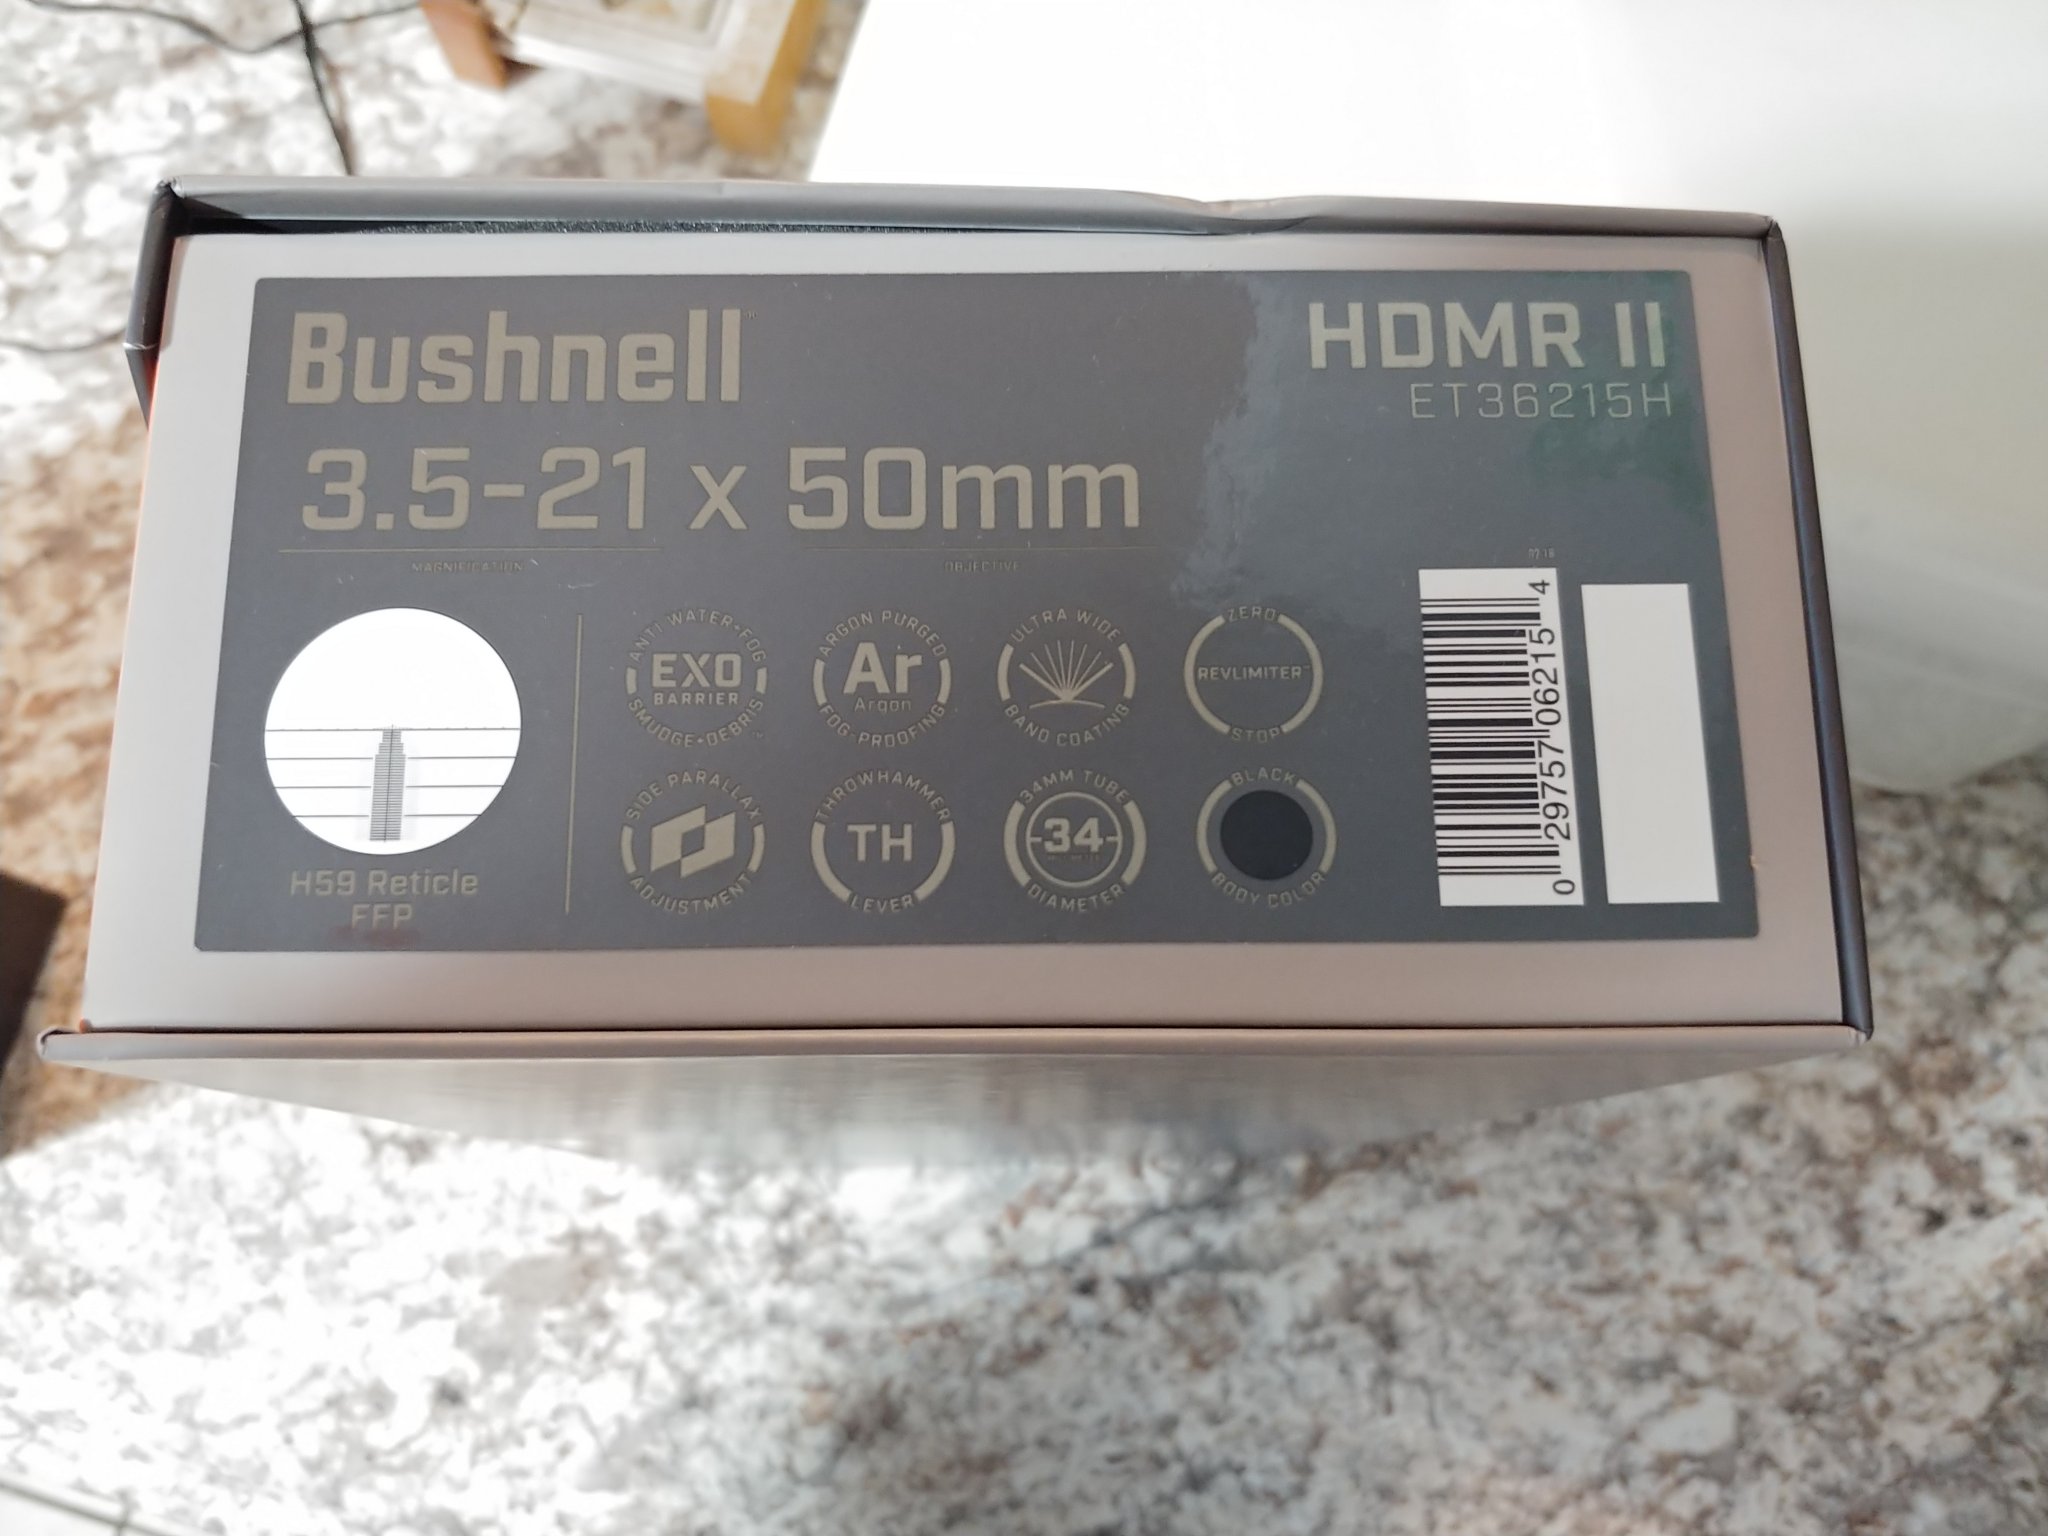 Bushnell
HDMR II
ET36215H
3.5-21 x 50mm
MAGNIFICATION
OBJECTIVE
H59 Reticle
FFP
ANTI WATER•FOG
EXO
BARRIER™
SMUDGE•DEBRIS
ARGON PURGED
Ar
Argon
FOG-PROOFING
ULTRA WIDE
BAND COATING
ZERO
REVLIMITER™
STOP
SIDE PARALLAX
ADJUSTMENT
THROWHAMMER
TH
LEVER
34MM TUBE
34
DIAMETER
BLACK
BODY COLOR
0 29757 06215 4